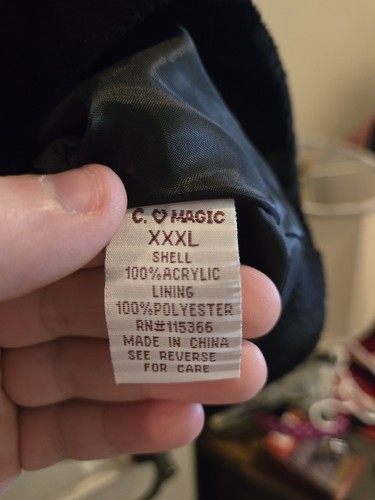 C. ♡ MAGIC
XXXL
SHELL
100%ACRYLIC
LINING
100%POLYESTER
RN#115366
MADE IN CHINA
SEE REVERSE
FOR CARE